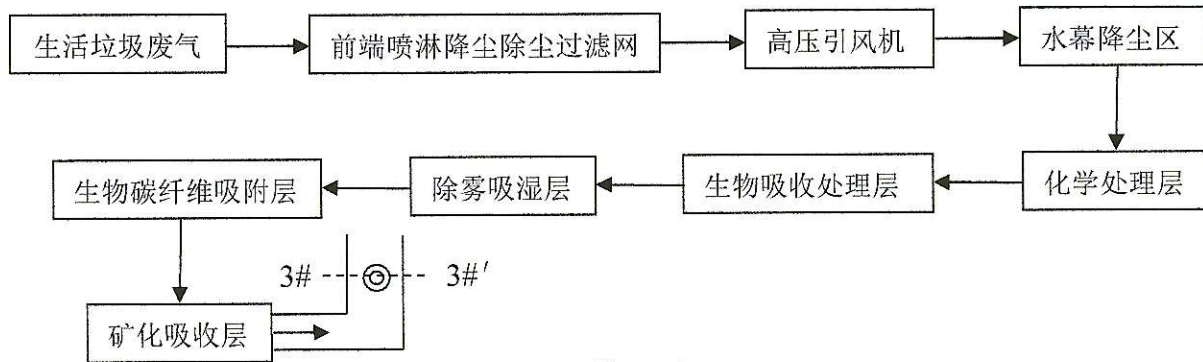 生活垃圾废气
前端喷淋降尘除尘过滤网
高压引风机
水幕降尘区
化学处理层
生物吸收处理层
除雾吸湿层
生物碳纤维吸附层
3#
3#′
矿化吸收层